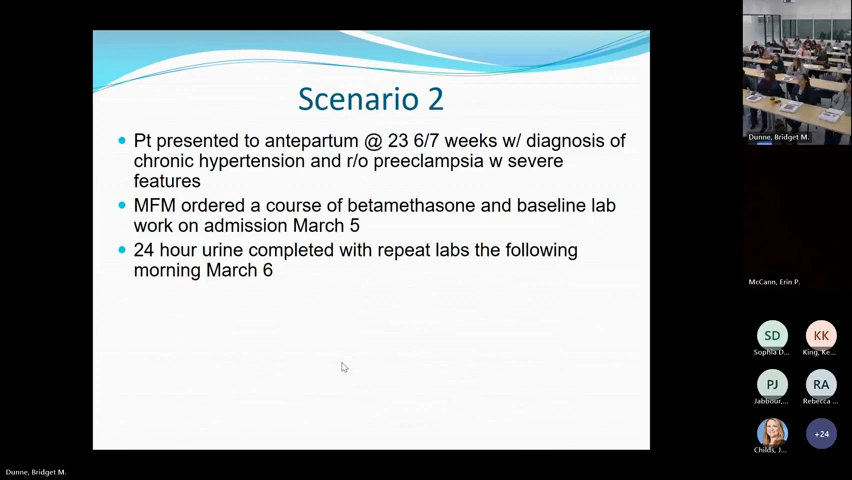 Scenario 2
Pt presented to antepartum @ 23 6/7 weeks w/ diagnosis of
chronic hypertension and r/o preeclampsia w severe
features
MFM ordered a course of betamethasone and baseline lab
work on admission March 5
24 hour urine completed with repeat labs the following
morning March 6
Dunne, Bridget M.
McCann, Erin P.
SD
KK
Sophia D...
King, Ke...
PJ
RA
Jabbour,...
Rebecca ...
+24
Childs, J...
Dunne, Bridget M.